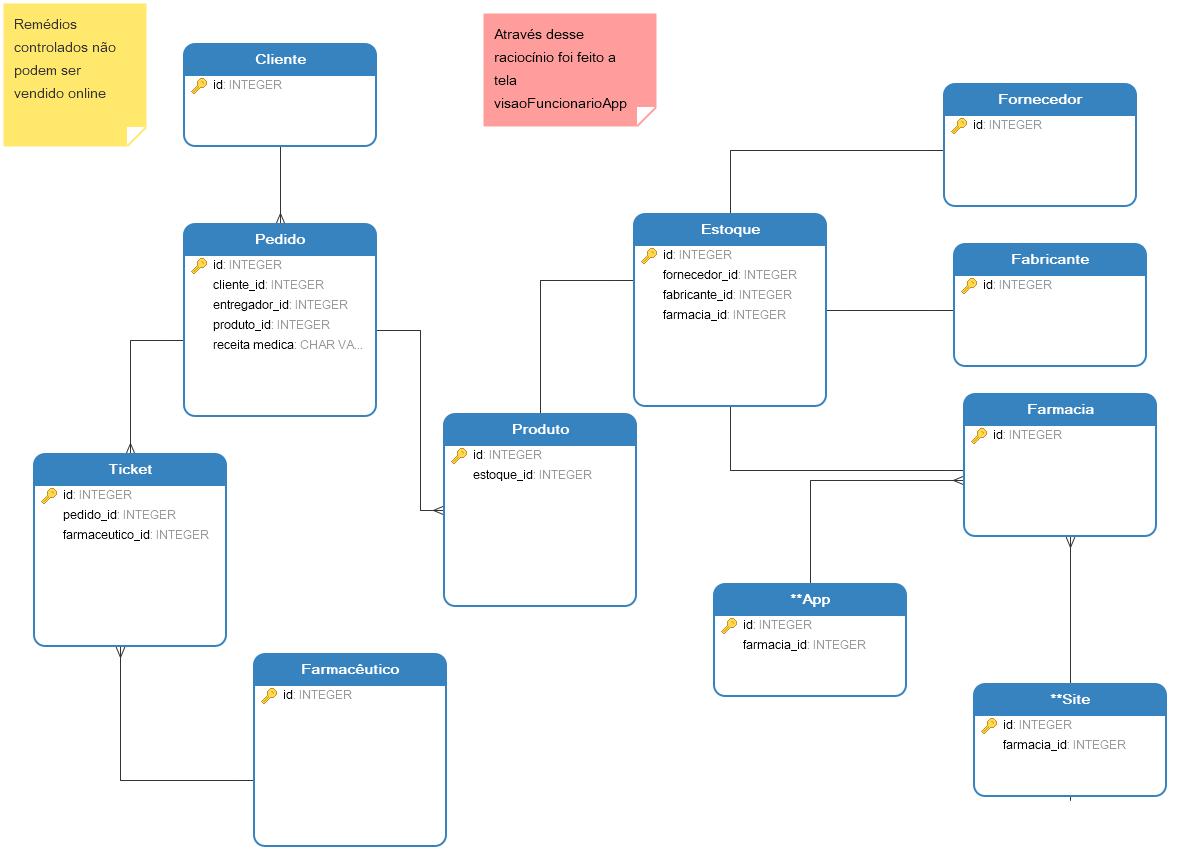 Remédios
controlados não
podem ser
vendido online
Através desse
raciocínio foi feito a
tela
visaoFuncionarioApp
Cliente
id: INTEGER
Pedido
id: INTEGER
cliente_id: INTEGER
entregador_id: INTEGER
produto_id: INTEGER
receita medica: CHAR VA...
Ticket
id: INTEGER
pedido_id: INTEGER
farmaceutico_id: INTEGER
Farmacêutico
id: INTEGER
Produto
id: INTEGER
estoque_id: INTEGER
Estoque
id: INTEGER
fornecedor_id: INTEGER
fabricante_id: INTEGER
farmacia_id: INTEGER
Fornecedor
id: INTEGER
Fabricante
id: INTEGER
Farmacia
id: INTEGER
**App
id: INTEGER
farmacia_id: INTEGER
**Site
id: INTEGER
farmacia_id: INTEGER